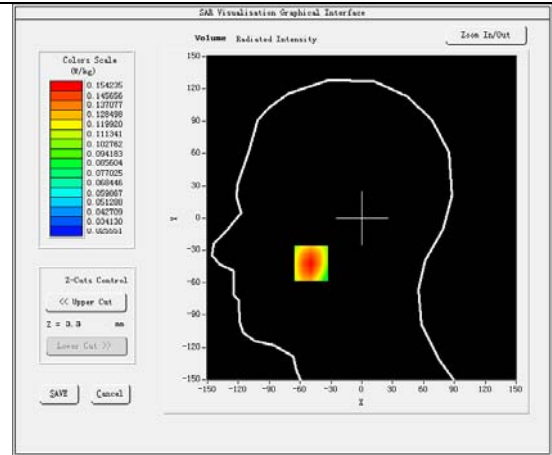 SAR Visualisation Graphical Interface
Colors Scale
(W/kg)
0.154235
0.145656
0.137077
0.128498
0.119920
0.111341
0.102762
0.094183
0.085604
0.077025
0.068446
0.059867
0.051288
0.042709
0.034130
Z-Cuts Control
<< Upper Cut
Z = 3.3 mm
Lower Cut >>
SAVE Cancel
Volume Radiated Intensity
Zoom In/Out
150
120
90
60
30
Y 0
-30
-60
-90
-120
-150
-150 -120 -90 -60 -30 0 30 60 90 120 150
X